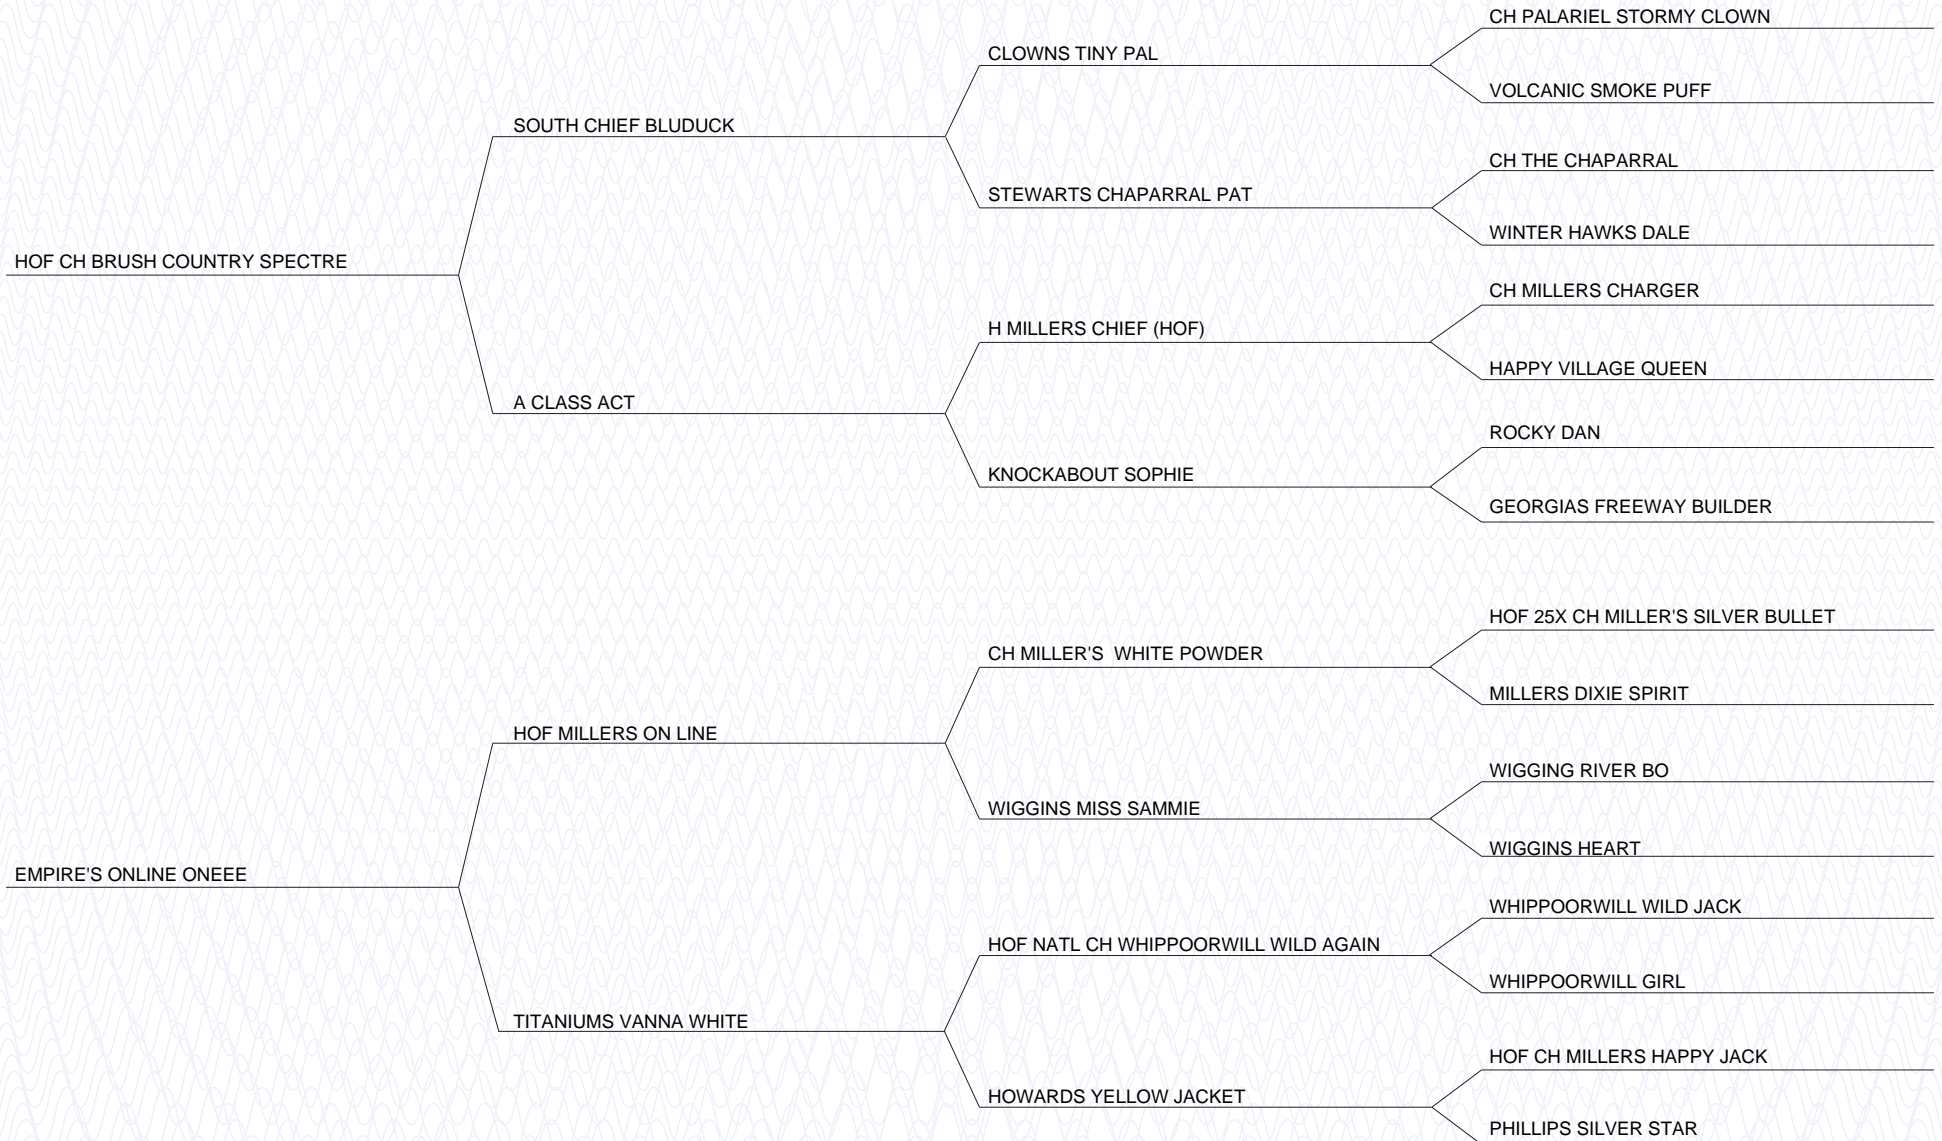 CH PALARIEL STORMY CLOWN
CLOWNS TINY PAL
VOLCANIC SMOKE PUFF
SOUTH CHIEF BLUDUCK
CH THE CHAPARRAL
STEWARTS CHAPARRAL PAT
WINTER HAWKS DALE
HOF CH BRUSH COUNTRY SPECTRE
CH MILLERS CHARGER
H MILLERS CHIEF (HOF)
HAPPY VILLAGE QUEEN
A CLASS ACT
ROCKY DAN
KNOCKABOUT SOPHIE
GEORGIAS FREEWAY BUILDER
HOF 25X CH MILLER'S SILVER BULLET
CH MILLER'S  WHITE POWDER
MILLERS DIXIE SPIRIT
HOF MILLERS ON LINE
WIGGING RIVER BO
WIGGINS MISS SAMMIE
WIGGINS HEART
EMPIRE'S ONLINE ONEEE
WHIPPOORWILL WILD JACK
HOF NATL CH WHIPPOORWILL WILD AGAIN
WHIPPOORWILL GIRL
TITANIUMS VANNA WHITE
HOF CH MILLERS HAPPY JACK
HOWARDS YELLOW JACKET
PHILLIPS SILVER STAR